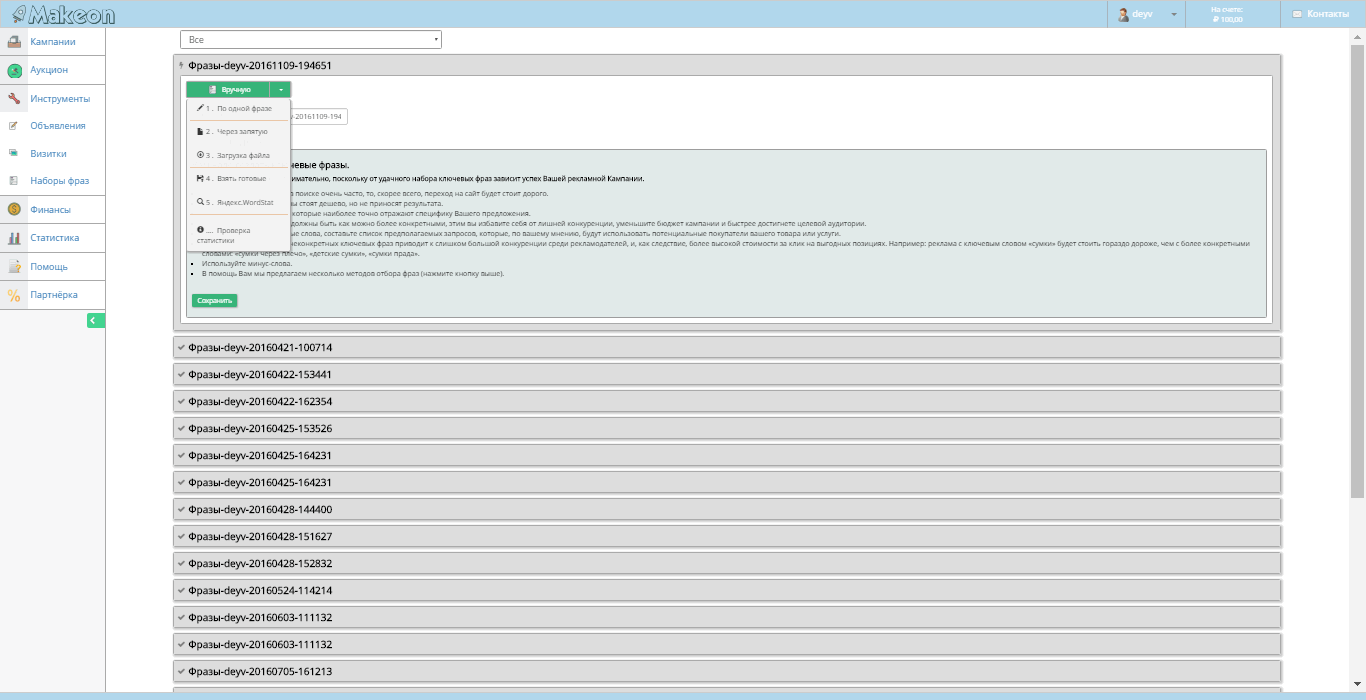 Makeon
deyv
На счете:
₽ 100,00
Контакты
Кампании
Аукцион
Инструменты
Объявления
Визитки
Наборы фраз
Финансы
Статистика
Помощь
Партнёрка
Все
Фразы-deyv-20161109-194651
Вручную
1 . По одной фразе
2 . Через запятую
3 . Загрузка файла
4 . Взять готовые
5 . Яндекс.WordStat
... . Проверка
статистики
-20161109-194
евые фразы.
имательно, поскольку от удачного набора ключевых фраз зависит успех Вашей рекламной Кампании.
в поиске очень часто, то, скорее всего, переход на сайт будет стоит дорого.
ы стоят дешево, но не приносят результата.
которые наиболее точно отражают специфику Вашего предложения.
должны быть как можно более конкретными, этим вы избавите себя от лишней конкуренции, уменьшите бюджет кампании и быстрее достигнете целевой аудитории.
ые слова, составьте список предполагаемых запросов, которые, по вашему мнению, будут использовать потенциальные покупатели вашего товара или услуги.
неконкретных ключевых фраз приводит к слишком большой конкуренции среди рекламодателей, и, как следствие, более высокой стоимости за клик на выгодных позициях. Например: реклама с ключевым словом «сумки» будет стоить гораздо дороже, чем с более конкретными
словами: «сумки через плечо», «детские сумки», «сумки прада».
Используйте минус-слова.
В помощь Вам мы предлагаем несколько методов отбора фраз (нажмите кнопку выше).
Сохранить
Фразы-deyv-20160421-100714
Фразы-deyv-20160422-153441
Фразы-deyv-20160422-162354
Фразы-deyv-20160425-153526
Фразы-deyv-20160425-164231
Фразы-deyv-20160425-164231
Фразы-deyv-20160428-144400
Фразы-deyv-20160428-151627
Фразы-deyv-20160428-152832
Фразы-deyv-20160524-114214
Фразы-deyv-20160603-111132
Фразы-deyv-20160603-111132
Фразы-deyv-20160705-161213